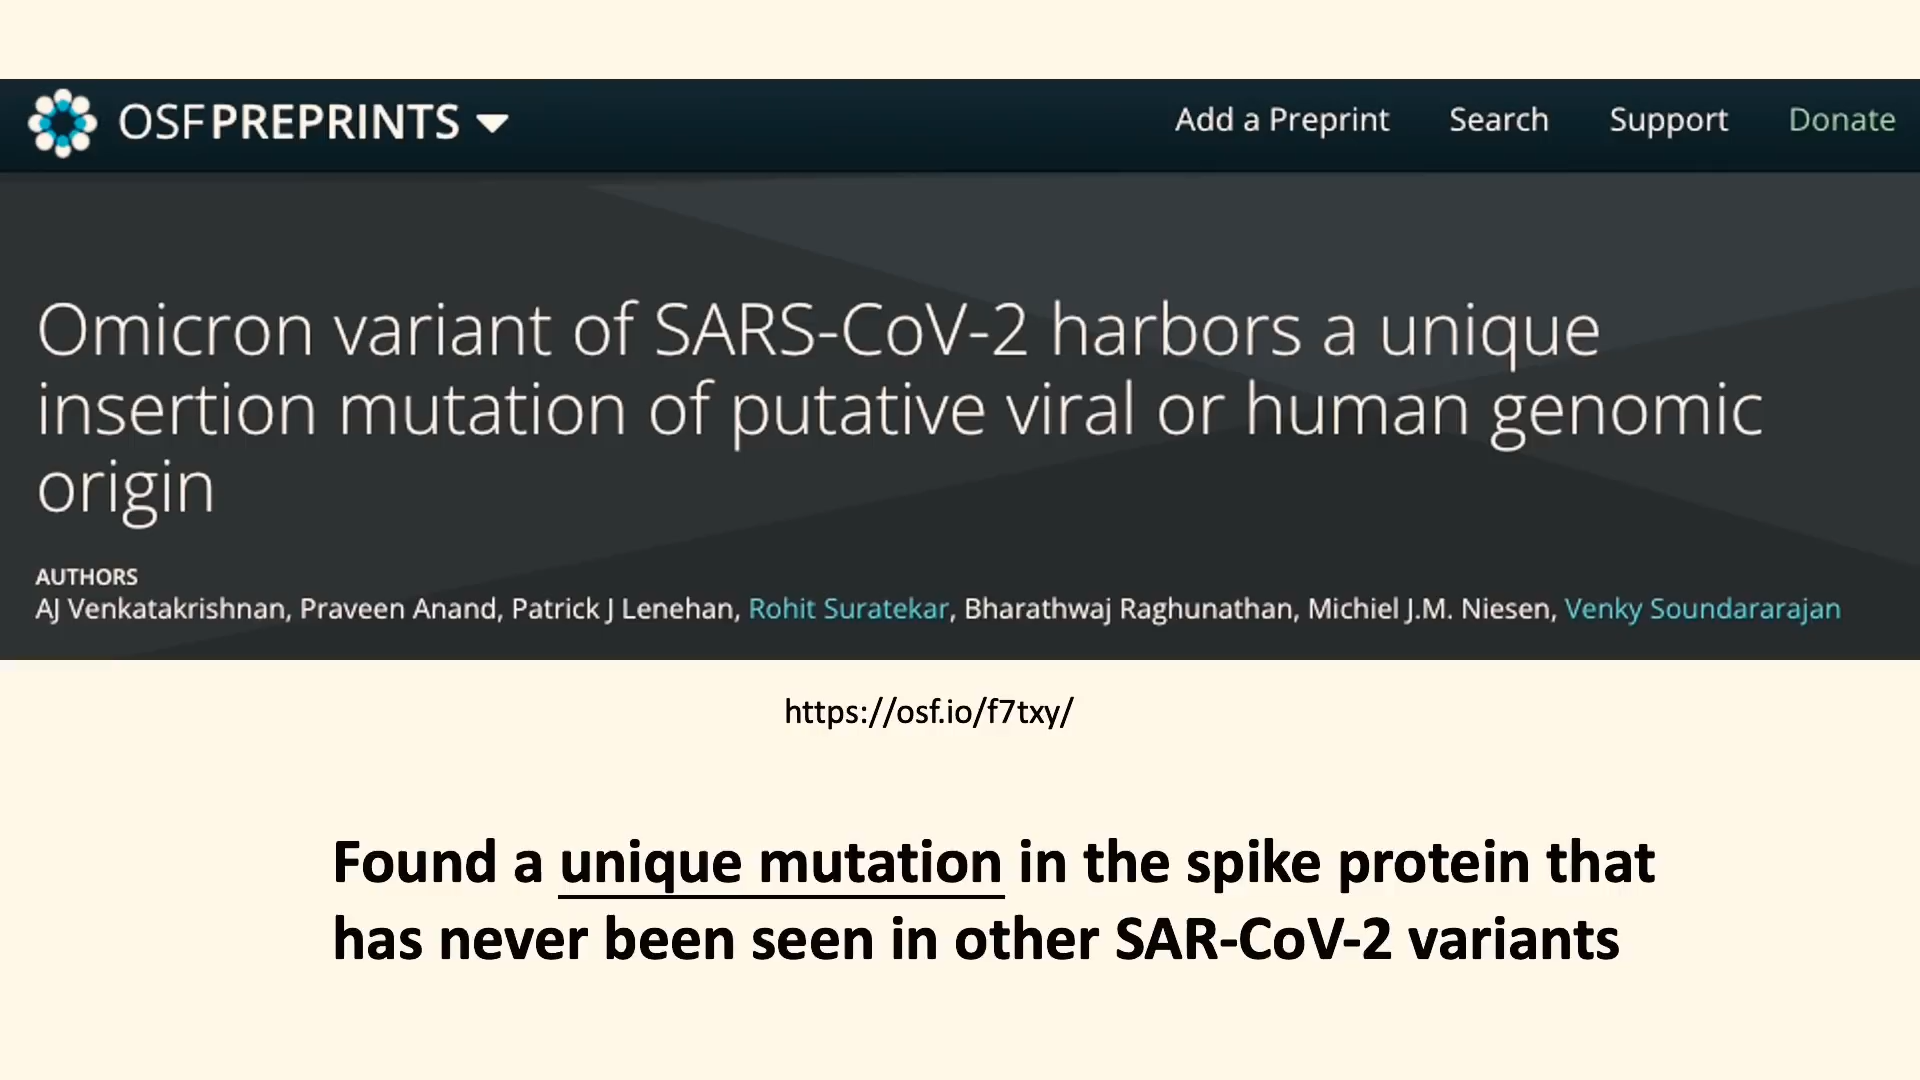 OSFPREPRINTS
Add a Preprint Search Support Donate
Omicron variant of SARS-CoV-2 harbors a unique
insertion mutation of putative viral or human genomic
origin
AUTHORS
AJ Venkatakrishnan, Praveen Anand, Patrick J Lenehan, Rohit Suratekar, Bharathwaj Raghunathan, Michiel J.M. Niesen, Venky Soundararajan
https://osf.io/f7txy/
Found a unique mutation in the spike protein that
has never been seen in other SAR-CoV-2 variants